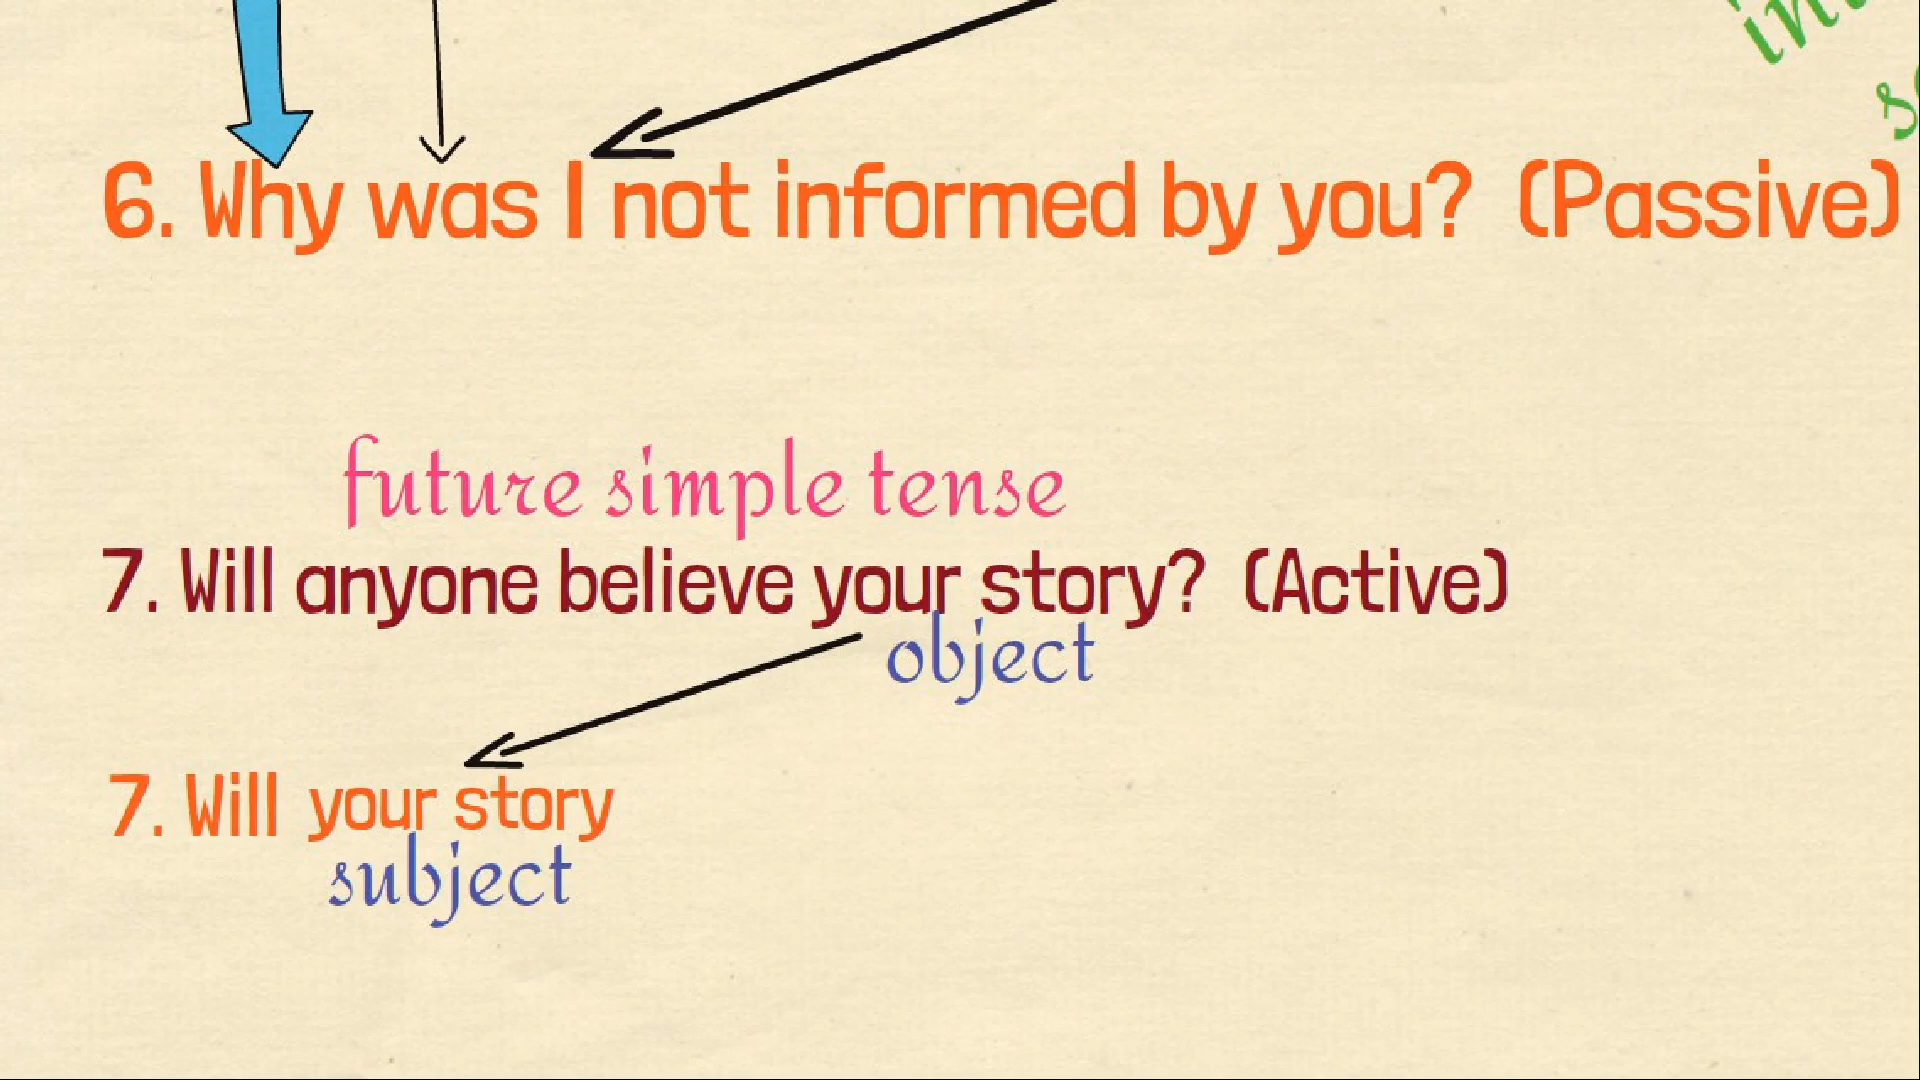 6. Why was I not informed by you? (Passive)
future simple tense
7. Will anyone believe your story? (Active)
object
7. Will your story
subject